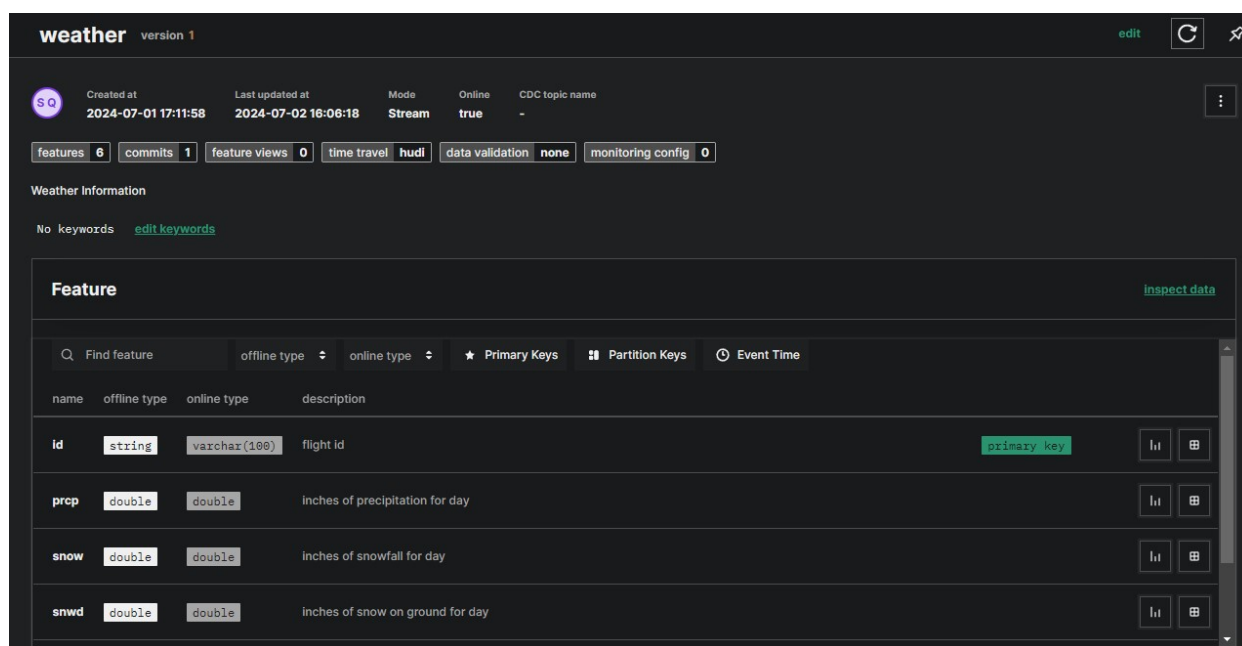 weather version 1 edit
SQ Created at Last updated at Mode Online CDC topic name
2024-07-01 17:11:58 2024-07-02 16:06:18 Stream true -
features 6 commits 1 feature views 0 time travel hudi data validation none monitoring config 0
Weather Information
No keywords edit keywords
Feature inspect data
Find feature offline type online type Primary Keys Partition Keys Event Time
name offline type online type description
id string varchar(100) flight id primary key
prcp double double inches of precipitation for day
snow double double inches of snowfall for day
snwd double double inches of snow on ground for day